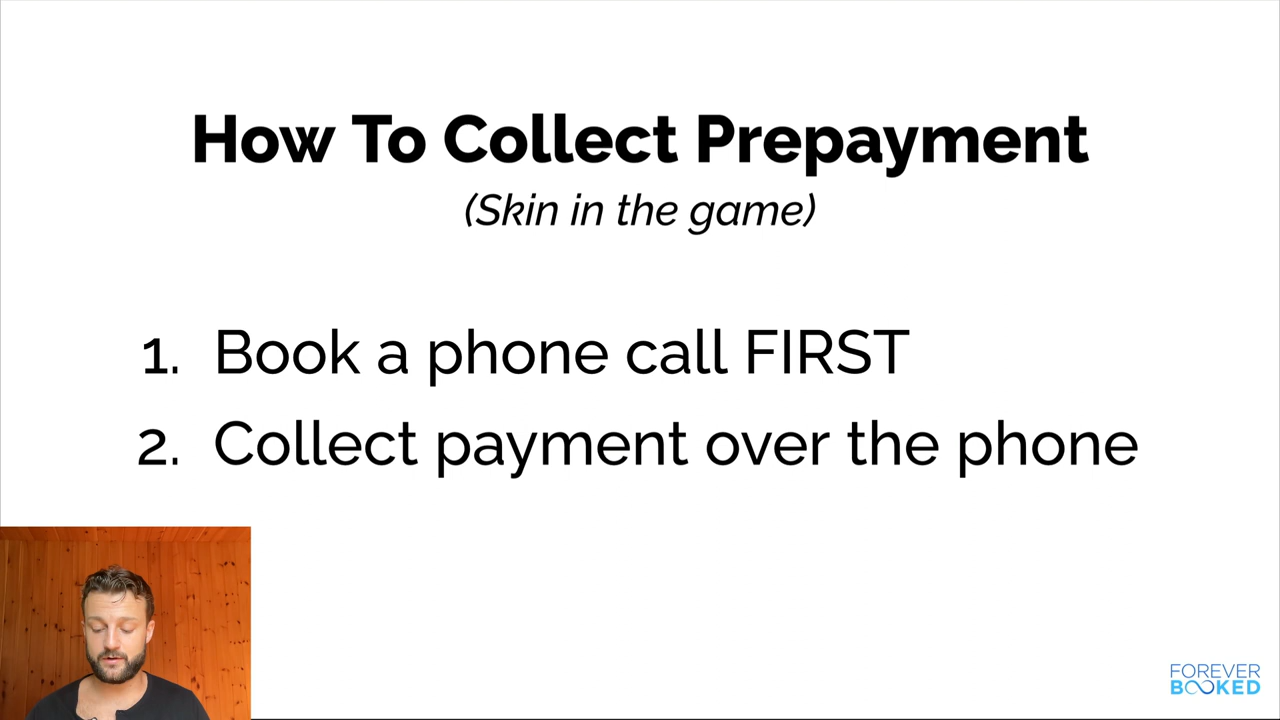 How To Collect Prepayment
(Skin in the game)
1. Book a phone call FIRST
2. Collect payment over the phone
FOREVER
BOOKED